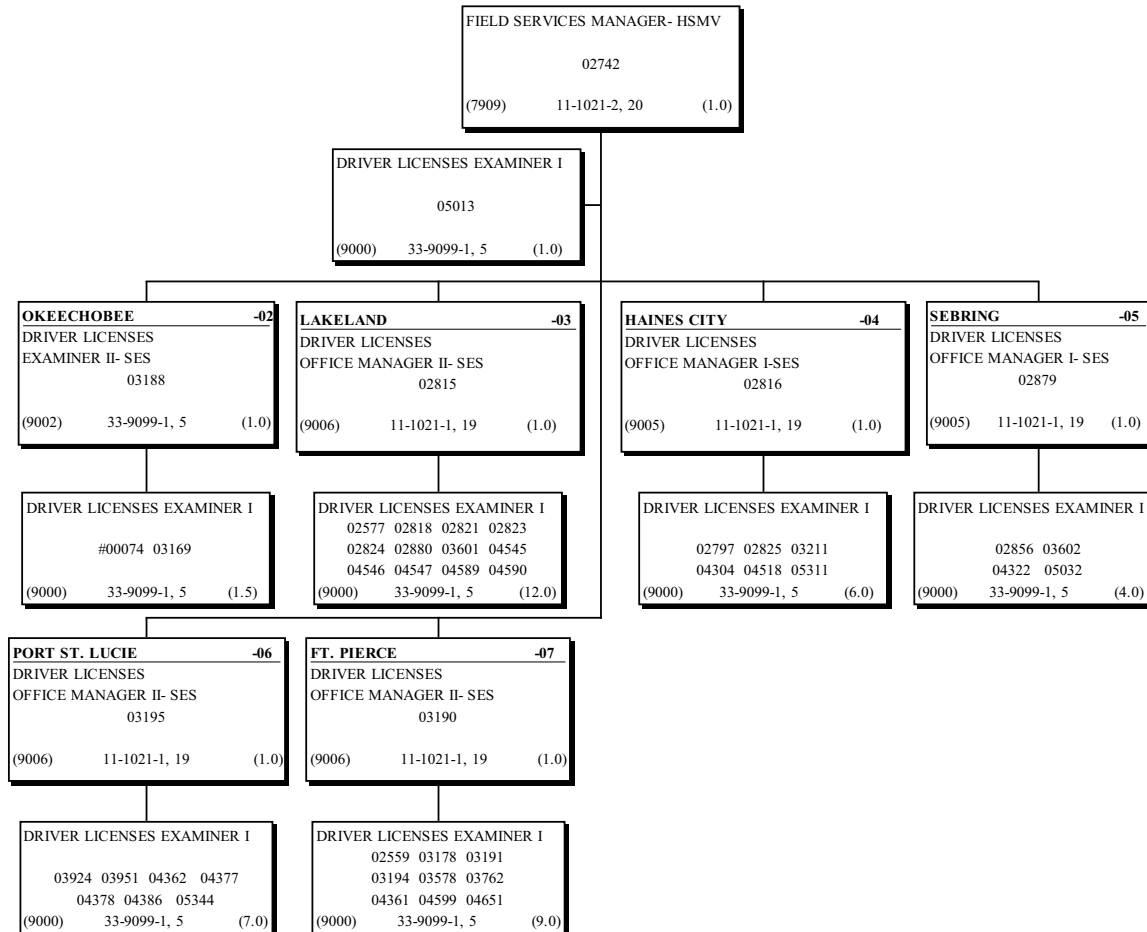 FIELD SERVICES MANAGER- HSMV
02742
(7909) 11-1021-2, 20 (1.0)
DRIVER LICENSES EXAMINER I
05013
(9000) 33-9099-1, 5 (1.0)
OKEECHOBEE -02
DRIVER LICENSES
EXAMINER II- SES
03188
(9002) 33-9099-1, 5 (1.0)
LAKELAND -03
DRIVER LICENSES
OFFICE MANAGER II- SES
02815
(9006) 11-1021-1, 19 (1.0)
HAINES CITY -04
DRIVER LICENSES
OFFICE MANAGER I-SES
02816
(9005) 11-1021-1, 19 (1.0)
SEBRING -05
DRIVER LICENSES
OFFICE MANAGER I- SES
02879
(9005) 11-1021-1, 19 (1.0)
DRIVER LICENSES EXAMINER I
#00074 03169
(9000) 33-9099-1, 5 (1.5)
DRIVER LICENSES EXAMINER I
02577 02818 02821 02823
02824 02880 03601 04545
04546 04547 04589 04590
(9000) 33-9099-1, 5 (12.0)
DRIVER LICENSES EXAMINER I
02797 02825 03211
04304 04518 05311
(9000) 33-9099-1, 5 (6.0)
DRIVER LICENSES EXAMINER I
02856 03602
04322 05032
(9000) 33-9099-1, 5 (4.0)
PORT ST. LUCIE -06
DRIVER LICENSES
OFFICE MANAGER II- SES
03195
(9006) 11-1021-1, 19 (1.0)
FT. PIERCE -07
DRIVER LICENSES
OFFICE MANAGER II- SES
03190
(9006) 11-1021-1, 19 (1.0)
DRIVER LICENSES EXAMINER I
03924 03951 04362 04377
04378 04386 05344
(9000) 33-9099-1, 5 (7.0)
DRIVER LICENSES EXAMINER I
02559 03178 03191
03194 03578 03762
04361 04599 04651
(9000) 33-9099-1, 5 (9.0)